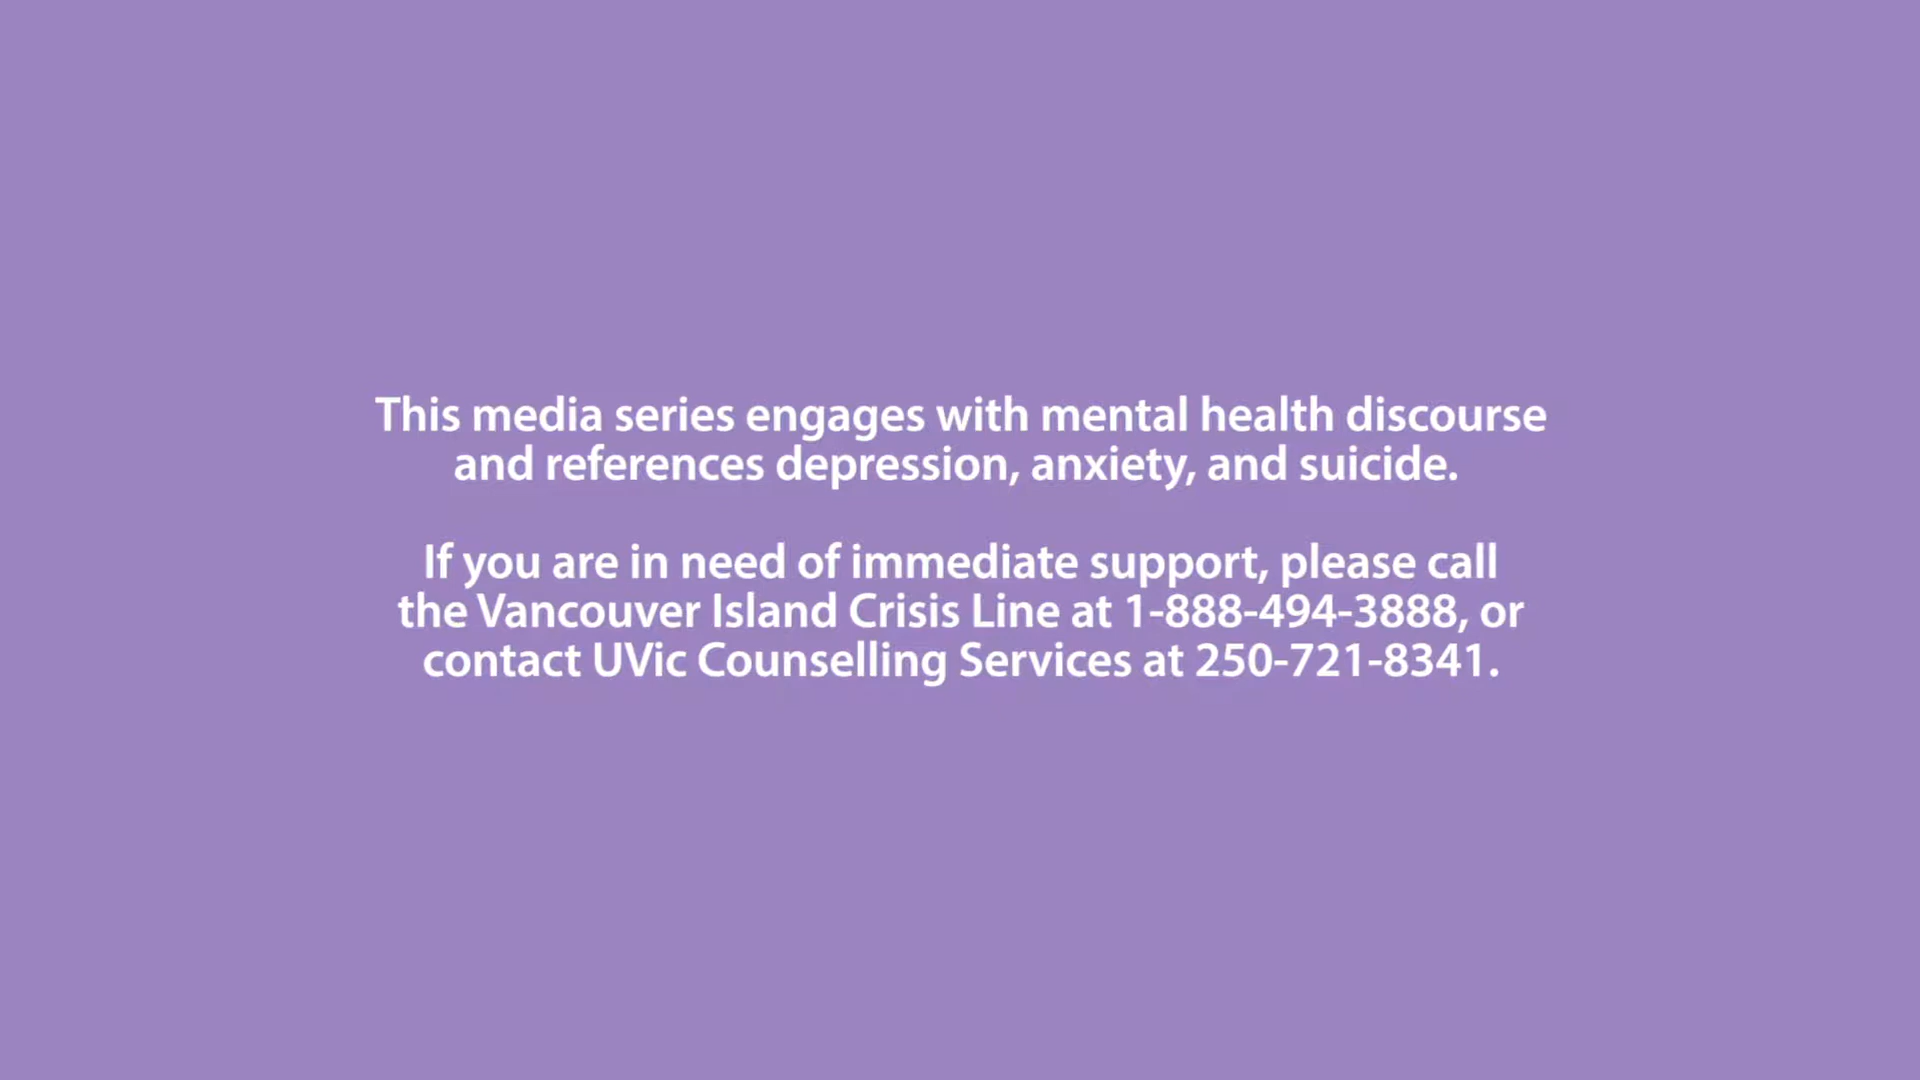 This media series engages with mental health discourse
and references depression, anxiety, and suicide.
If you are in need of immediate support, please call
the Vancouver Island Crisis Line at 1-888-494-3888, or
contact UVic Counselling Services at 250-721-8341.